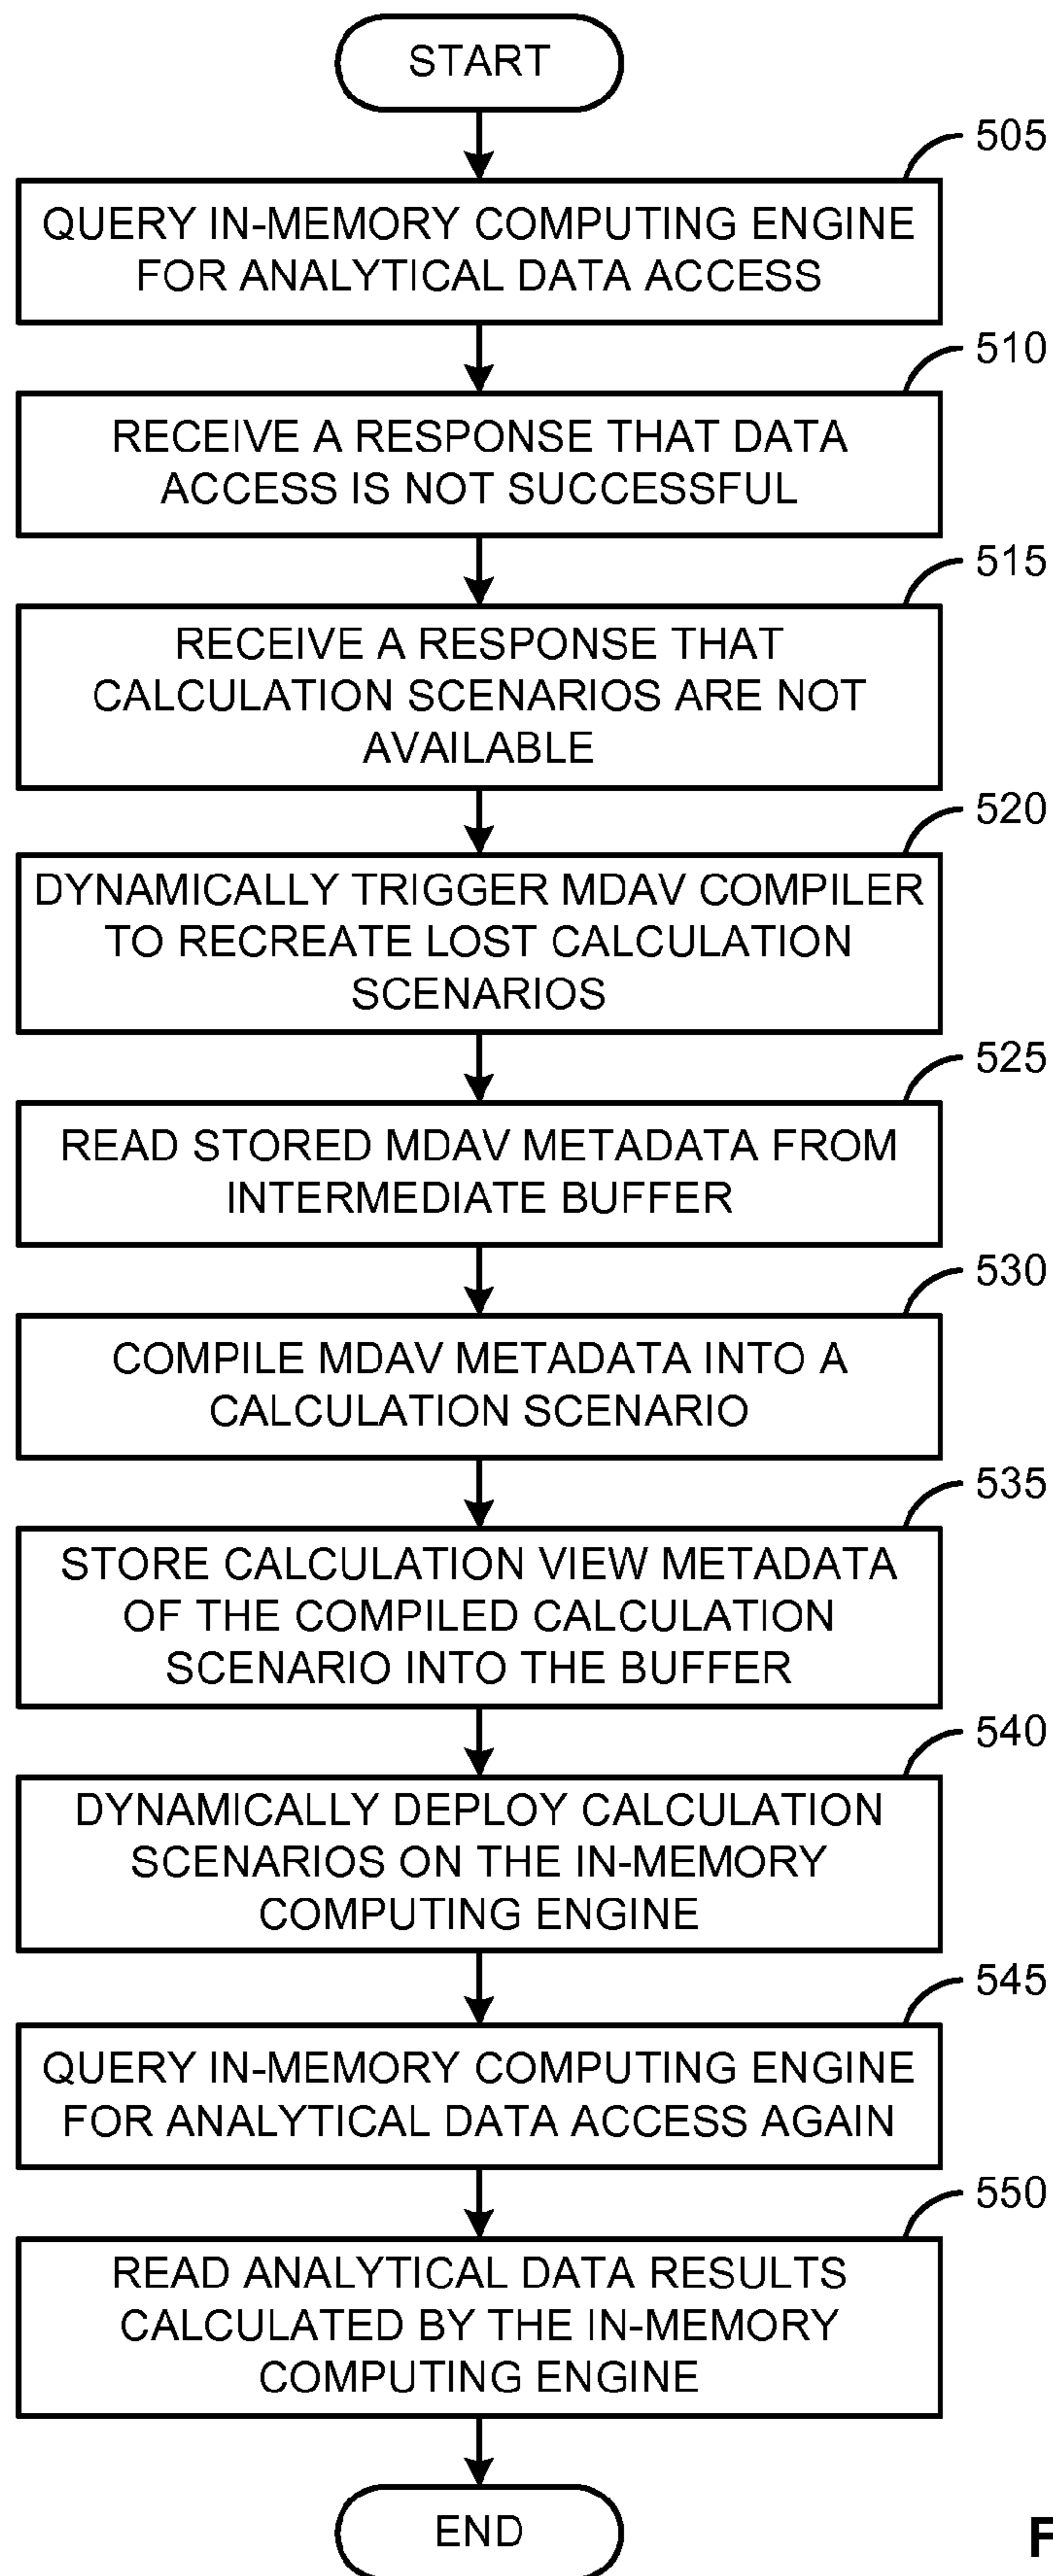 START
505
QUERY IN-MEMORY COMPUTING ENGINE
FOR ANALYTICAL DATA ACCESS
510
RECEIVE A RESPONSE THAT DATA
ACCESS IS NOT SUCCESSFUL
515
RECEIVE A RESPONSE THAT
CALCULATION SCENARIOS ARE NOT
AVAILABLE
520
DYNAMICALLY TRIGGER MDAV COMPILER
TO RECREATE LOST CALCULATION
SCENARIOS
525
READ STORED MDAV METADATA FROM
INTERMEDIATE BUFFER
530
COMPILE MDAV METADATA INTO A
CALCULATION SCENARIO
535
STORE CALCULATION VIEW METADATA
OF THE COMPILED CALCULATION
SCENARIO INTO THE BUFFER
540
DYNAMICALLY DEPLOY CALCULATION
SCENARIOS ON THE IN-MEMORY
COMPUTING ENGINE
545
QUERY IN-MEMORY COMPUTING ENGINE
FOR ANALYTICAL DATA ACCESS AGAIN
550
READ ANALYTICAL DATA RESULTS
CALCULATED BY THE IN-MEMORY
COMPUTING ENGINE
END
F